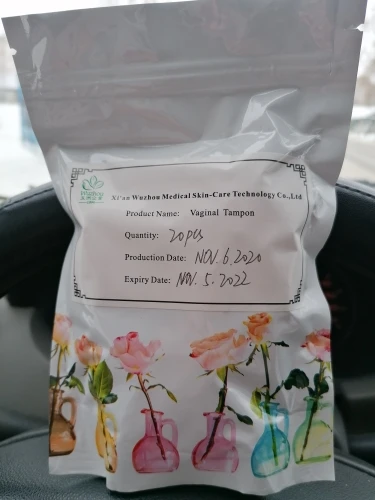 Wuzhou
Xi'an Wuzhou Medical Skin-Care Technology Co.,Ltd
Product Name: Vaginal Tampon
Quantity: 20pcs
Production Date: NOV.6.2020
Expiry Date: NOV.5.2022